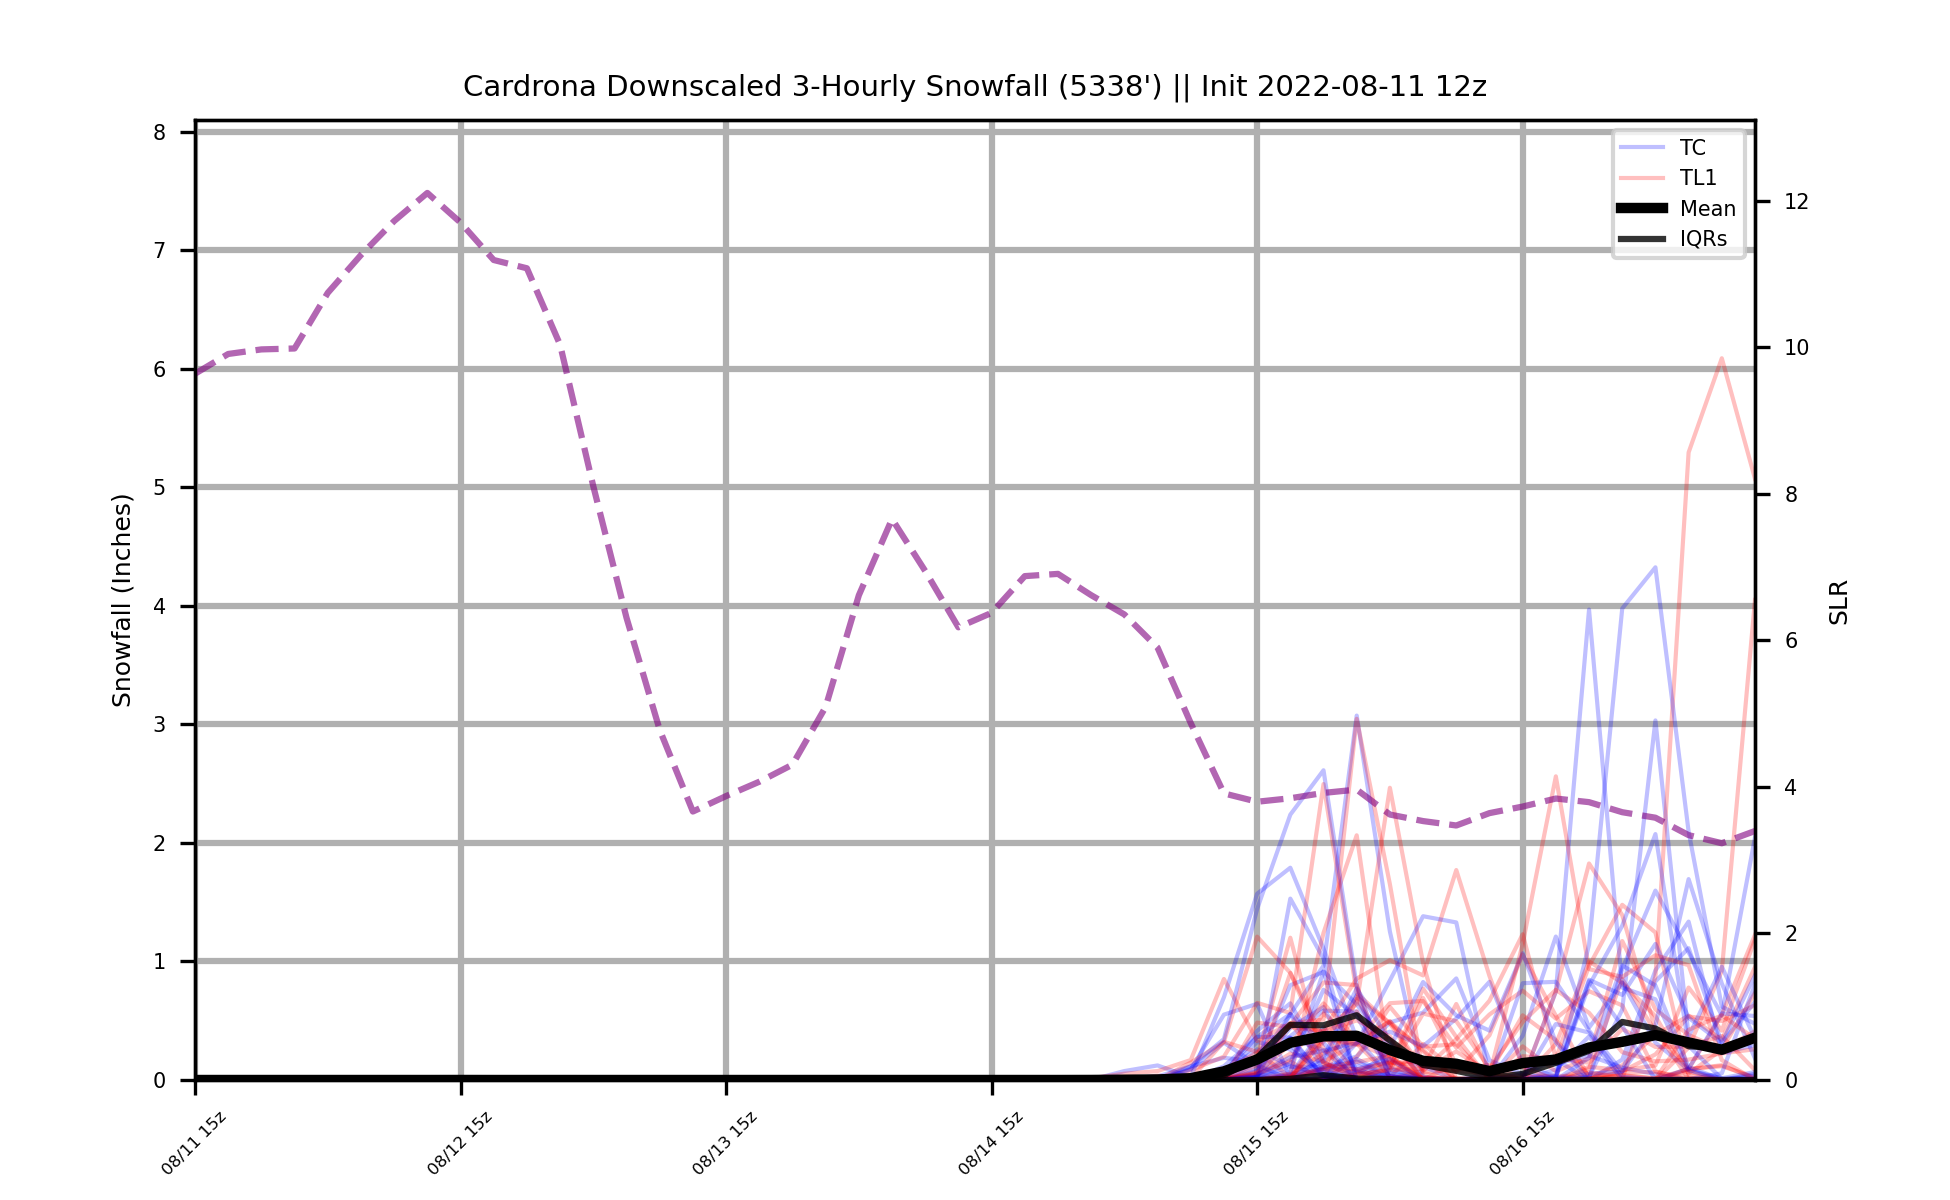 Cardrona Downscaled 3-Hourly Snowfall (5338') || Init 2022-08-11 12z
TC
TL1
Mean
IQRs
Snowfall (Inches)
8
7
6
5
4
3
2
1
0
SLR
12
10
8
6
4
2
0
08/11 15z
08/12 15z
08/13 15z
08/14 15z
08/15 15z
08/16 15z